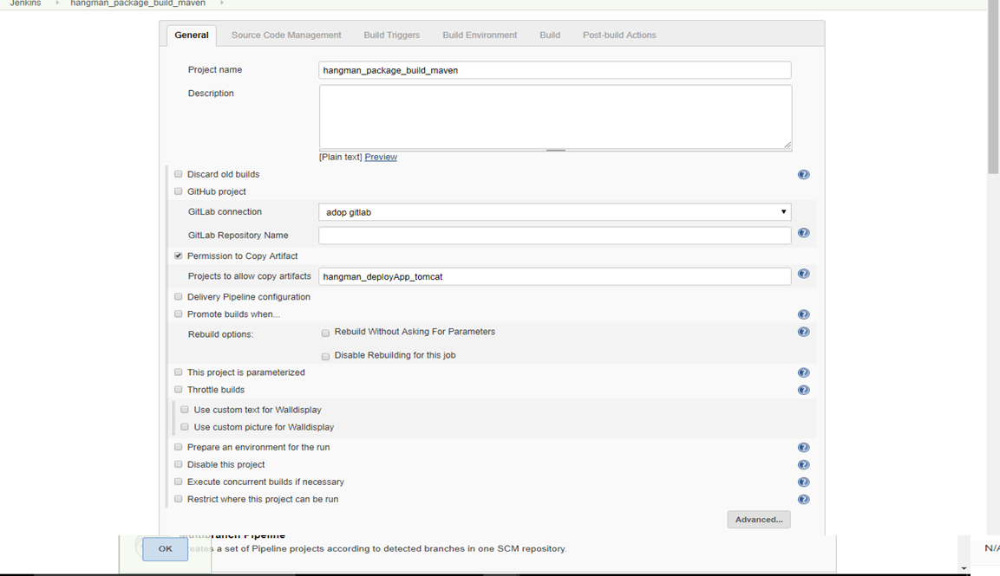 Jenkins hangman_package_build_maven
General Source Code Management Build Triggers Build Environment Build Post-build Actions
Project name hangman_package_build_maven
Description
[Plain text] Preview
Discard old builds
GitHub project
GitLab connection adop gitlab
GitLab Repository Name
Permission to Copy Artifact
Projects to allow copy artifacts hangman_deployApp_tomcat
Delivery Pipeline configuration
Promote builds when...
Rebuild options: Rebuild Without Asking For Parameters
Disable Rebuilding for this job
This project is parameterized
Throttle builds
Use custom text for Walldisplay
Use custom picture for Walldisplay
Prepare an environment for the run
Disable this project
Execute concurrent builds if necessary
Restrict where this project can be run
Advanced...
Multibranch Pipeline
OK reates a set of Pipeline projects according to detected branches in one SCM repository. N/A